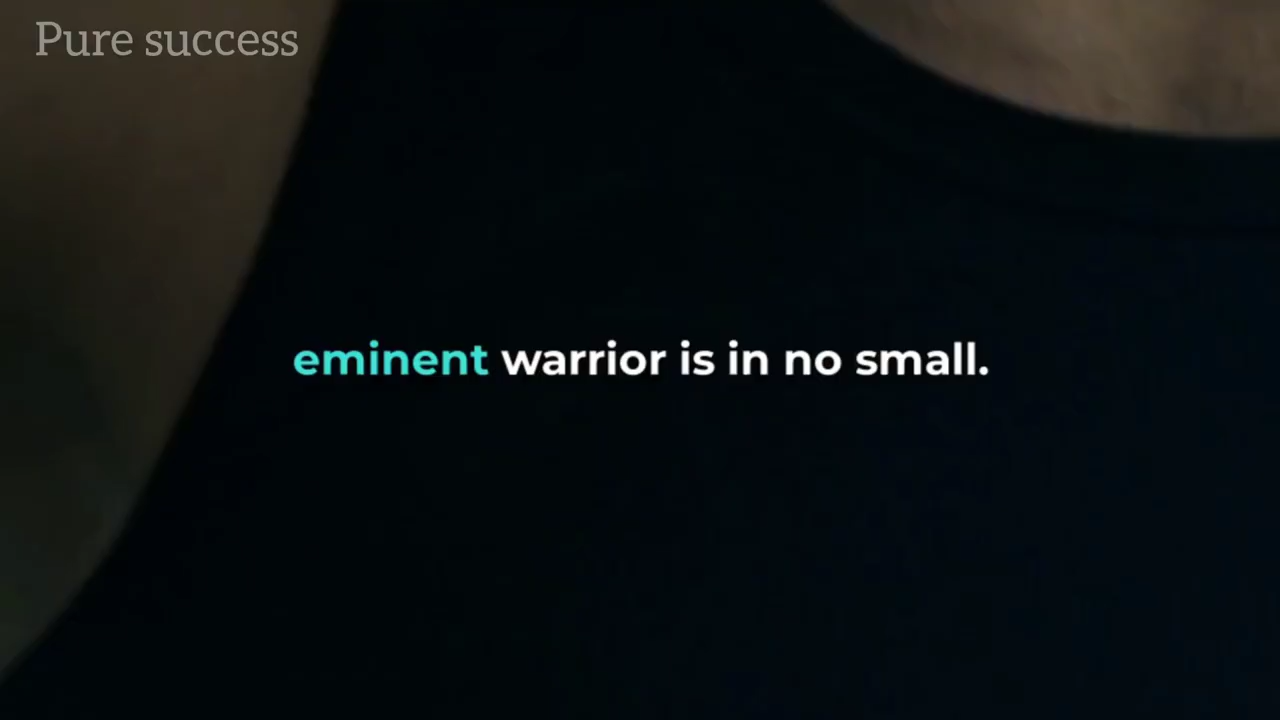 Pure success
eminent warrior is in no small.